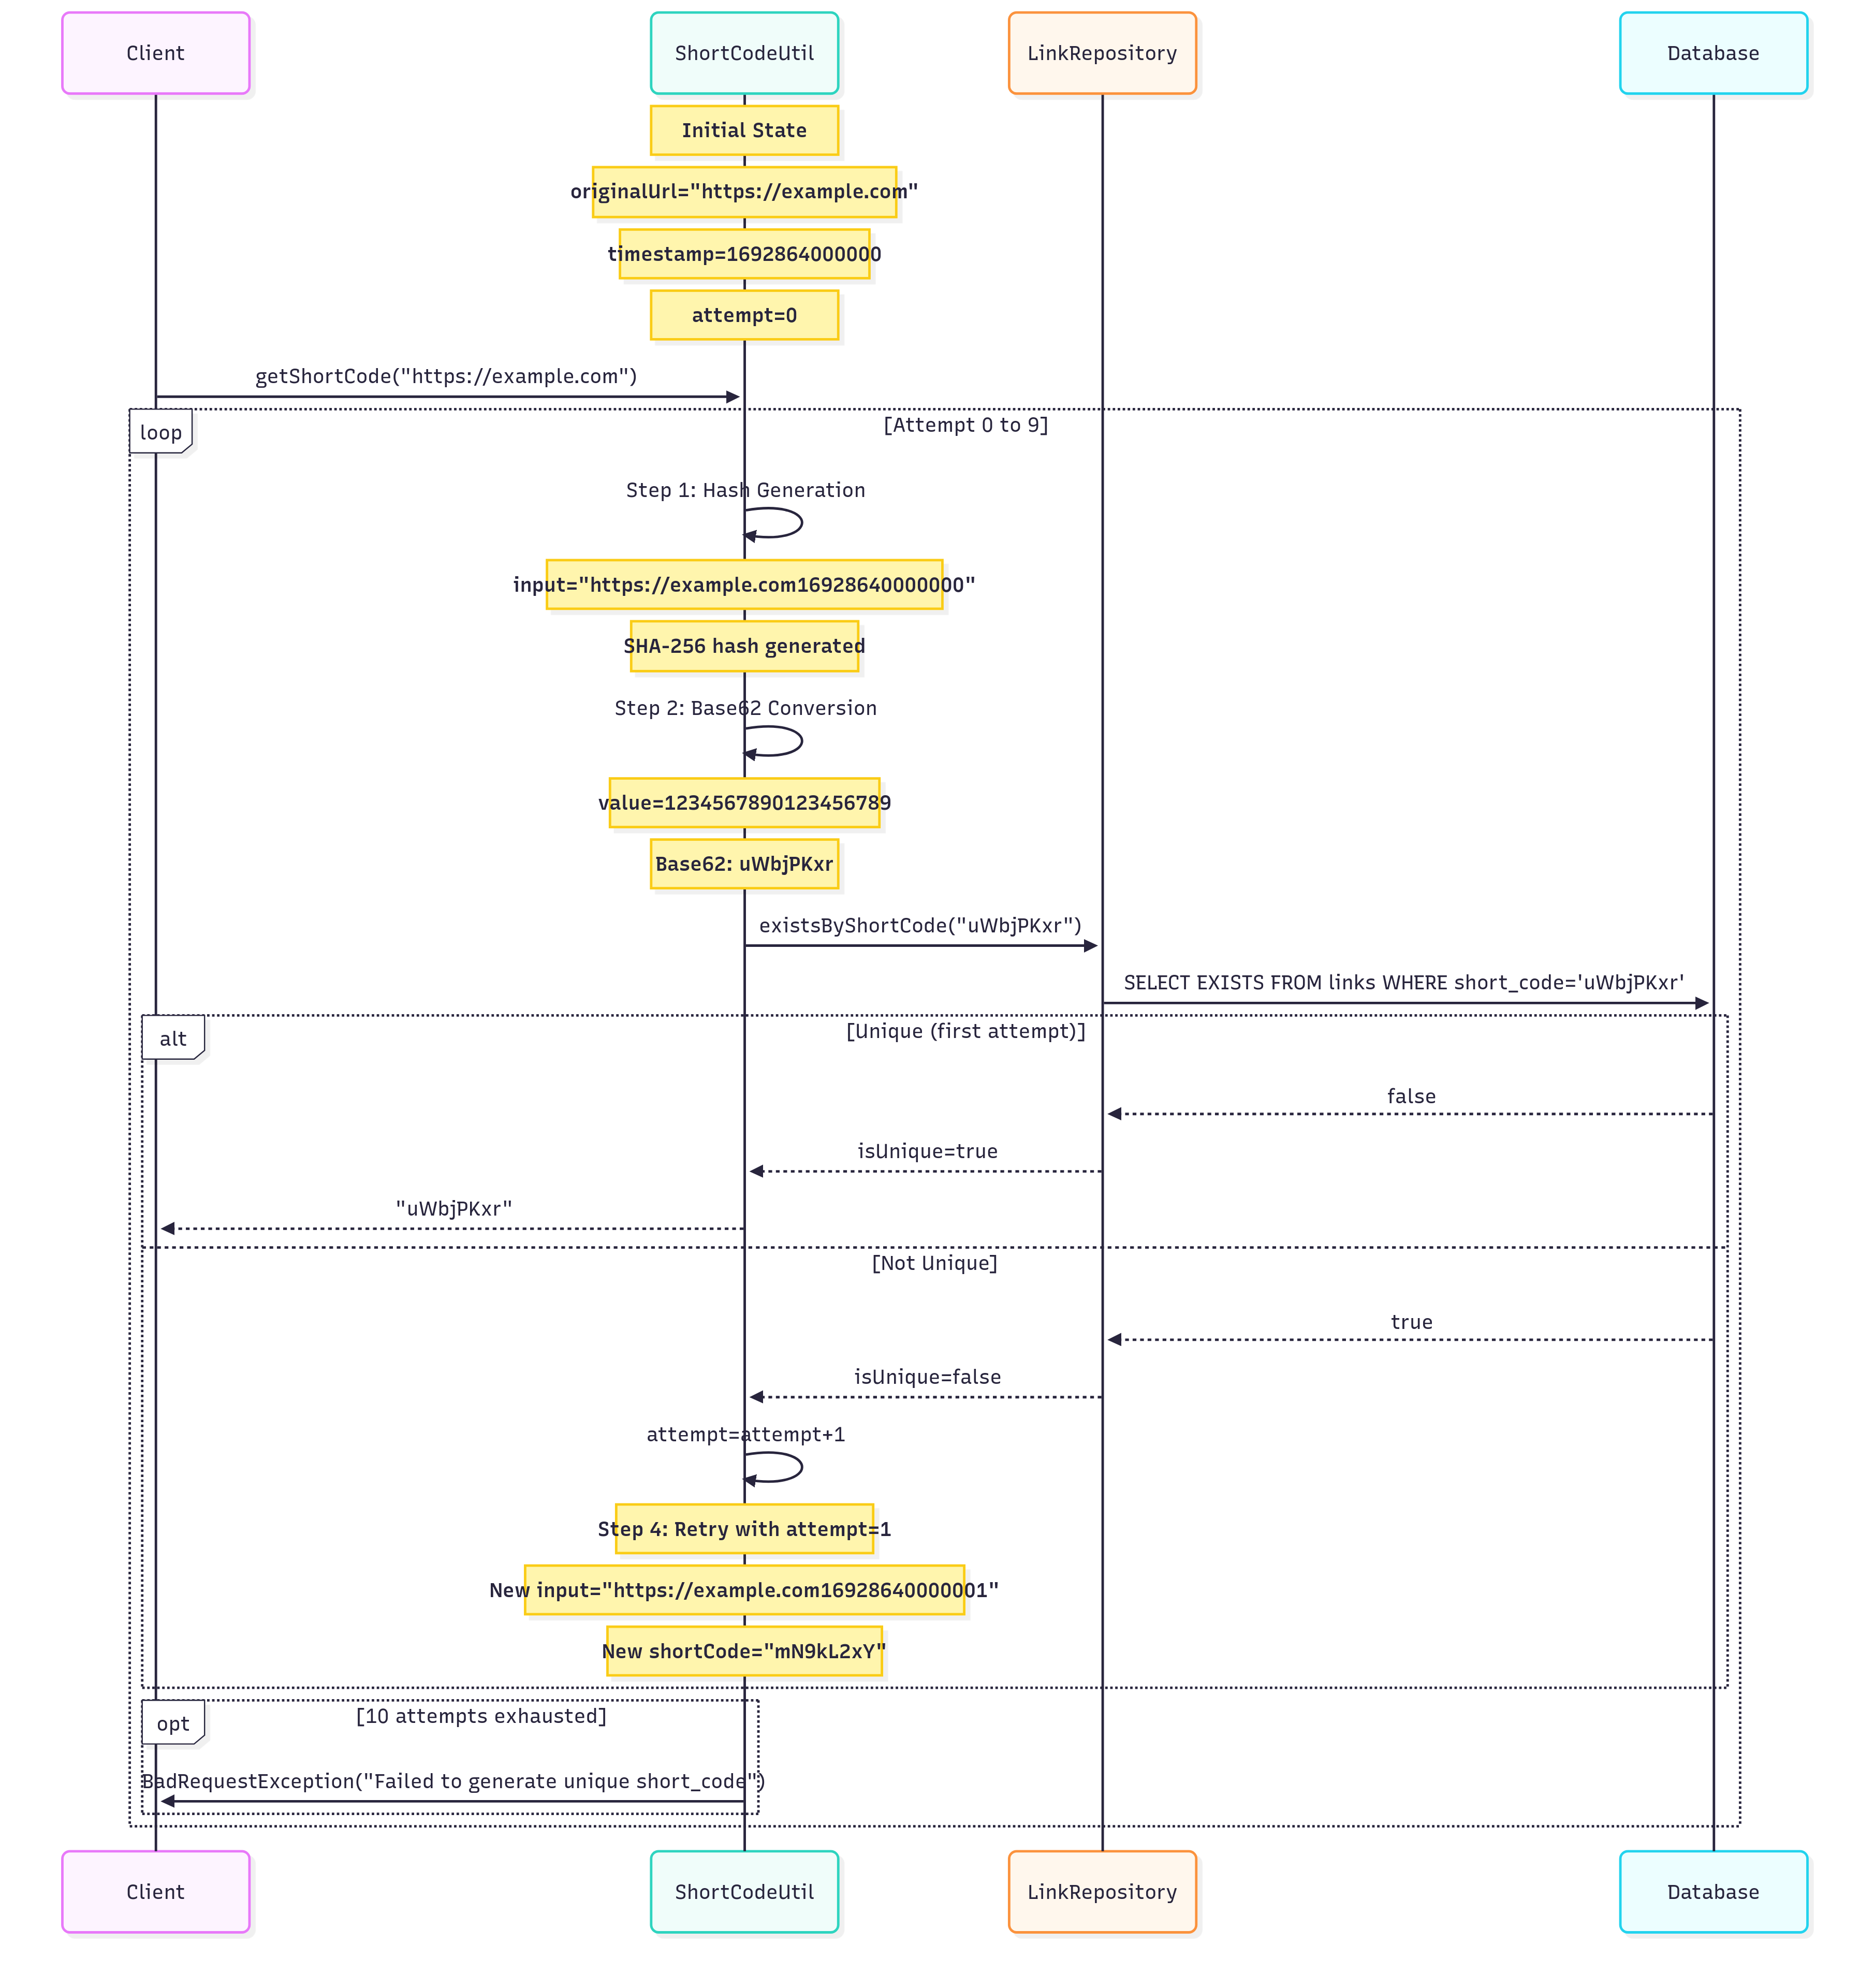 Client
ShortCodeUtil
LinkRepository
Database
Initial State
originalUrl="https://example.com"
timestamp=1692864000000
attempt=0
getShortCode("https://example.com")
loop
[Attempt 0 to 9]
Step 1: Hash Generation
input="https://example.com16928640000000"
SHA-256 hash generated
Step 2: Base62 Conversion
value=1234567890123456789
Base62: uWbjPKxr
existsByShortCode("uWbjPKxr")
SELECT EXISTS FROM links WHERE short_code='uWbjPKxr'
alt
[Unique (first attempt)]
false
isUnique=true
"uWbjPKxr"
[Not Unique]
true
isUnique=false
attempt=attempt+1
Step 4: Retry with attempt=1
New input="https://example.com16928640000001"
New shortCode="mN9kL2xY"
opt
[10 attempts exhausted]
BadRequestException("Failed to generate unique short_code")
Client
ShortCodeUtil
LinkRepository
Database